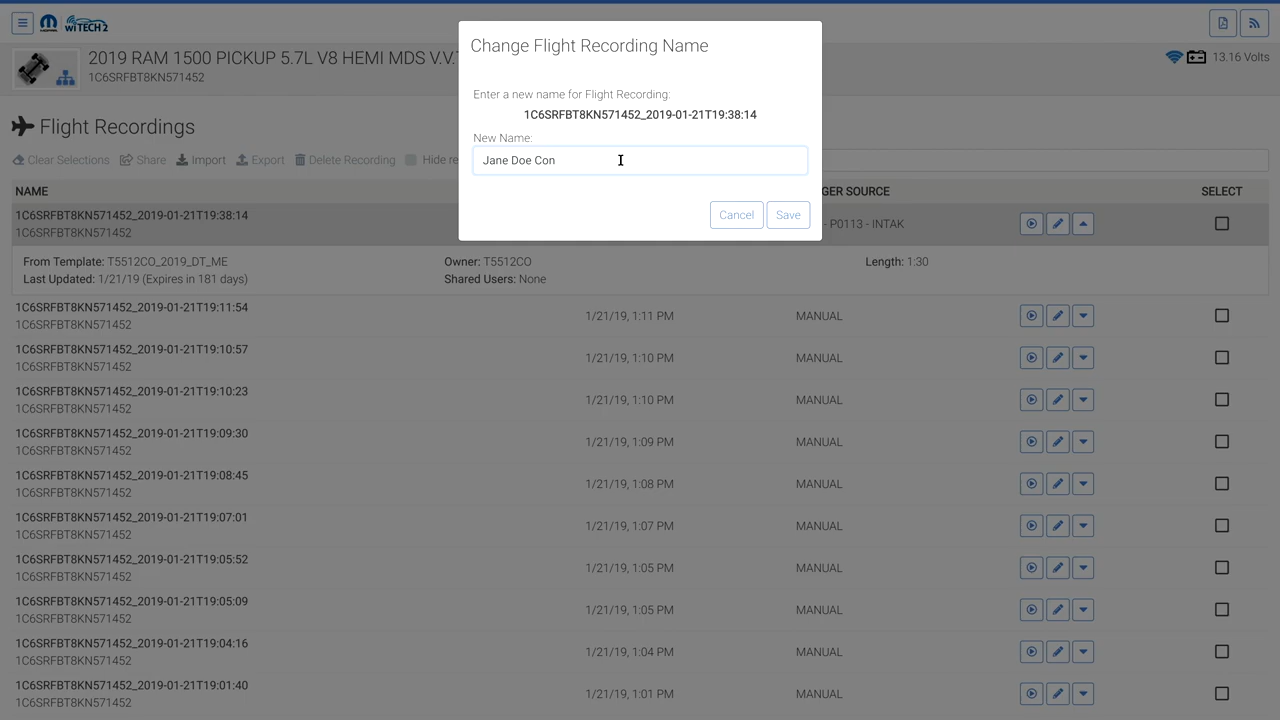 wiTECH 2
2019 RAM 1500 PICKUP 5.7L V8 HEMI MDS V.V.T
1C6SRFBT8KN571452
13.16 Volts
Change Flight Recording Name
Enter a new name for Flight Recording:
1C6SRFBT8KN571452_2019-01-21T19:38:14
New Name:
Jane Doe Con
Cancel Save
Flight Recordings
Clear Selections Share Import Export Delete Recording Hide re
NAME GER SOURCE SELECT
1C6SRFBT8KN571452_2019-01-21T19:38:14
1C6SRFBT8KN571452
- P0113 - INTAK
From Template: T5512CO_2019_DT_ME Owner: T5512CO Length: 1:30
Last Updated: 1/21/19 (Expires in 181 days) Shared Users: None
1C6SRFBT8KN571452_2019-01-21T19:11:54
1C6SRFBT8KN571452
1/21/19, 1:11 PM MANUAL
1C6SRFBT8KN571452_2019-01-21T19:10:57
1C6SRFBT8KN571452
1/21/19, 1:10 PM MANUAL
1C6SRFBT8KN571452_2019-01-21T19:10:23
1C6SRFBT8KN571452
1/21/19, 1:10 PM MANUAL
1C6SRFBT8KN571452_2019-01-21T19:09:30
1C6SRFBT8KN571452
1/21/19, 1:09 PM MANUAL
1C6SRFBT8KN571452_2019-01-21T19:08:45
1C6SRFBT8KN571452
1/21/19, 1:08 PM MANUAL
1C6SRFBT8KN571452_2019-01-21T19:07:01
1C6SRFBT8KN571452
1/21/19, 1:07 PM MANUAL
1C6SRFBT8KN571452_2019-01-21T19:05:52
1C6SRFBT8KN571452
1/21/19, 1:05 PM MANUAL
1C6SRFBT8KN571452_2019-01-21T19:05:09
1C6SRFBT8KN571452
1/21/19, 1:05 PM MANUAL
1C6SRFBT8KN571452_2019-01-21T19:04:16
1C6SRFBT8KN571452
1/21/19, 1:04 PM MANUAL
1C6SRFBT8KN571452_2019-01-21T19:01:40
1C6SRFBT8KN571452
1/21/19, 1:01 PM MANUAL